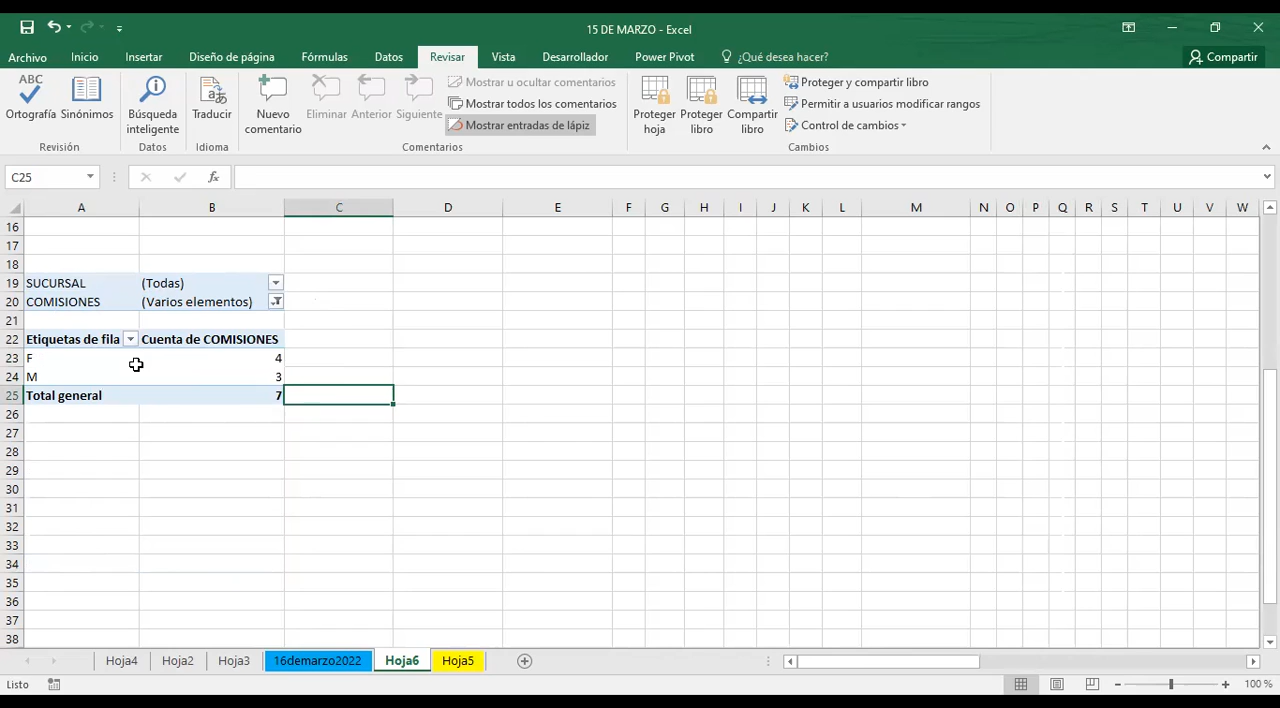 15 DE MARZO - Excel
Archivo Inicio Insertar Diseño de página Fórmulas Datos Revisar Vista Desarrollador Power Pivot ¿Qué desea hacer? Compartir
ABC
Ortografía Sinónimos Búsqueda inteligente Traducir Nuevo comentario Eliminar Anterior Siguiente
Mostrar u ocultar comentarios
Mostrar todos los comentarios
Mostrar entradas de lápiz
Proteger hoja Proteger libro Compartir libro
Proteger y compartir libro
Permitir a usuarios modificar rangos
Control de cambios
Revisión Datos Idioma Comentarios Cambios
C25 fx
A B C D E F G H I J K L M N O P Q R S T U V W
16
17
18
19 SUCURSAL (Todas)
20 COMISIONES (Varios elementos)
21
22 Etiquetas de fila Cuenta de COMISIONES
23 F 4
24 M 3
25 Total general 7
26
27
28
29
30
31
32
33
34
35
36
37
38
Hoja4 Hoja2 Hoja3 16demarzo2022 Hoja6 Hoja5
Listo 100 %